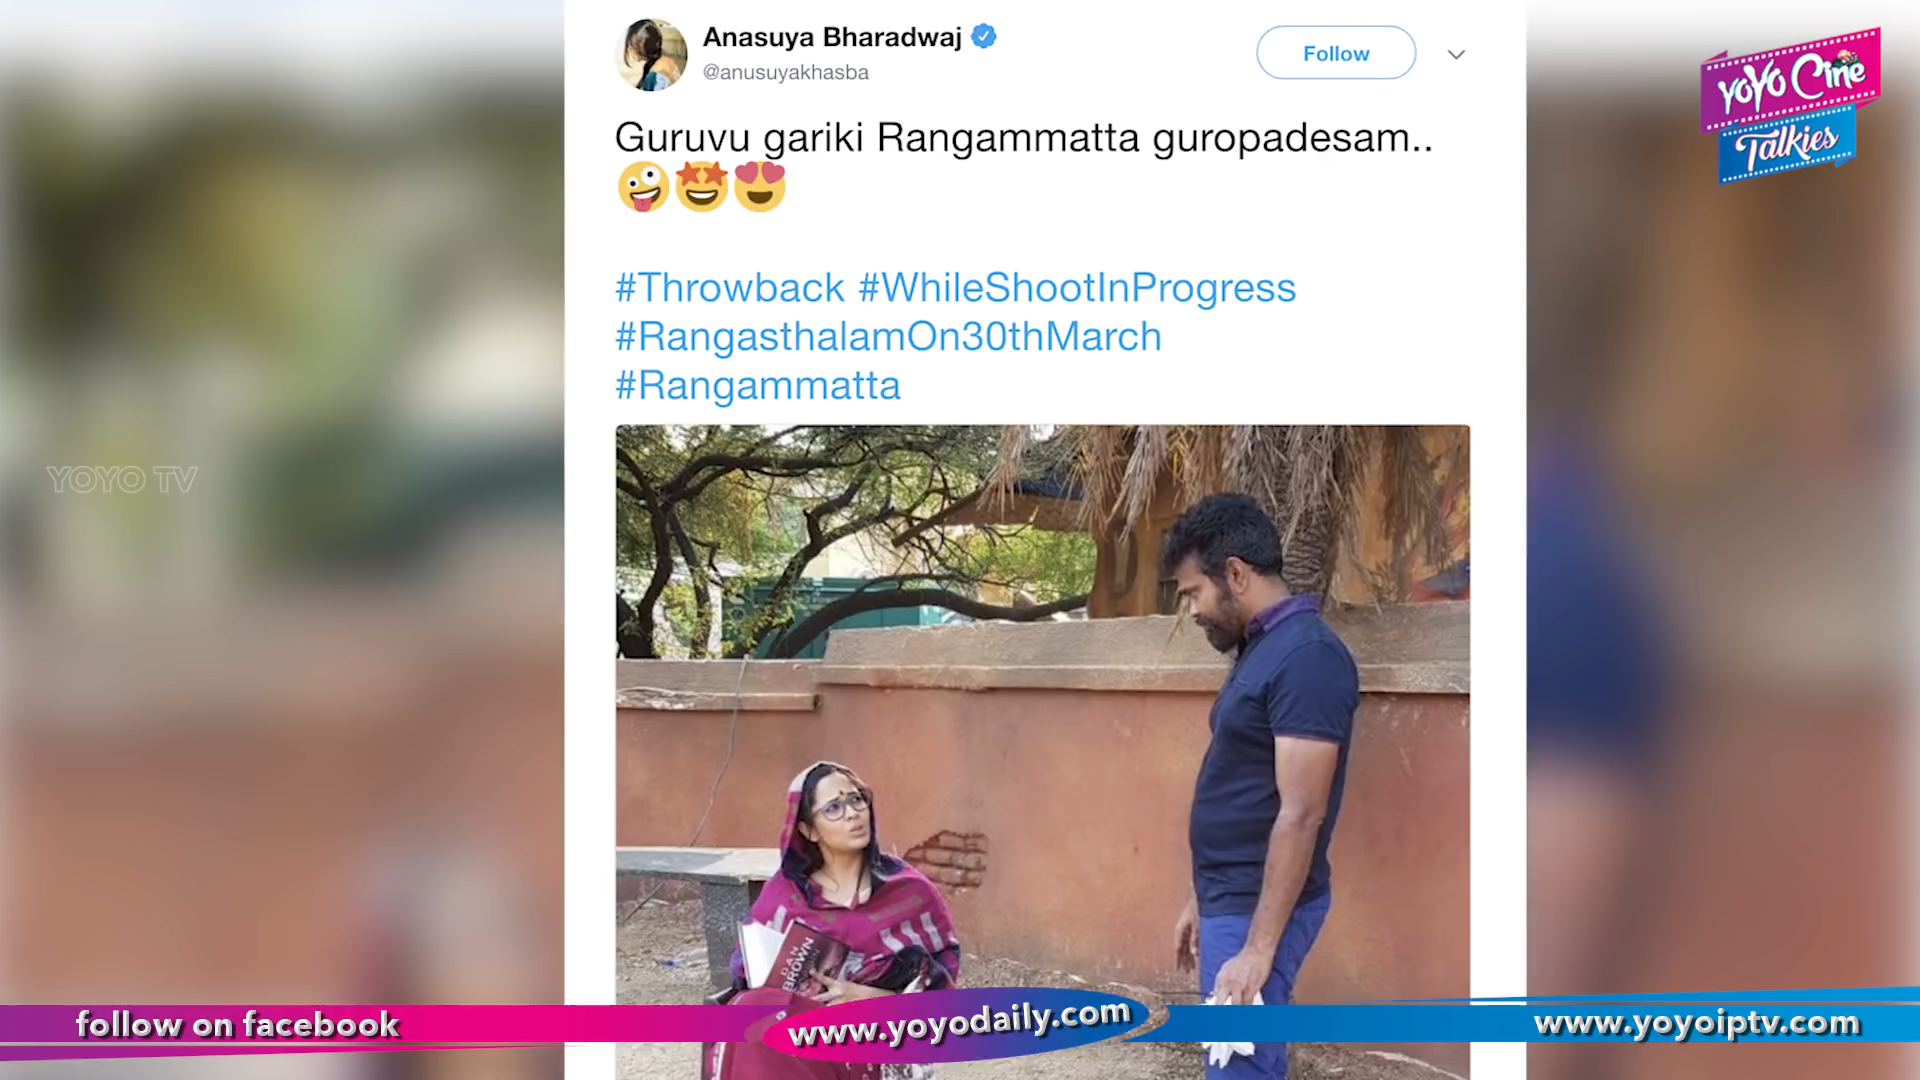 Anasuya Bharadwaj
@anusuyakhasba
Follow
Guruvu gariki Rangammatta guropadesam..
#Throwback #WhileShootInProgress
#RangasthalamOn30thMarch
#Rangammatta
YOYO Cine
Talkies
YOYO TV
DAN
BROWN
follow on facebook
www.yoyodaily.com
www.yoyoiptv.com